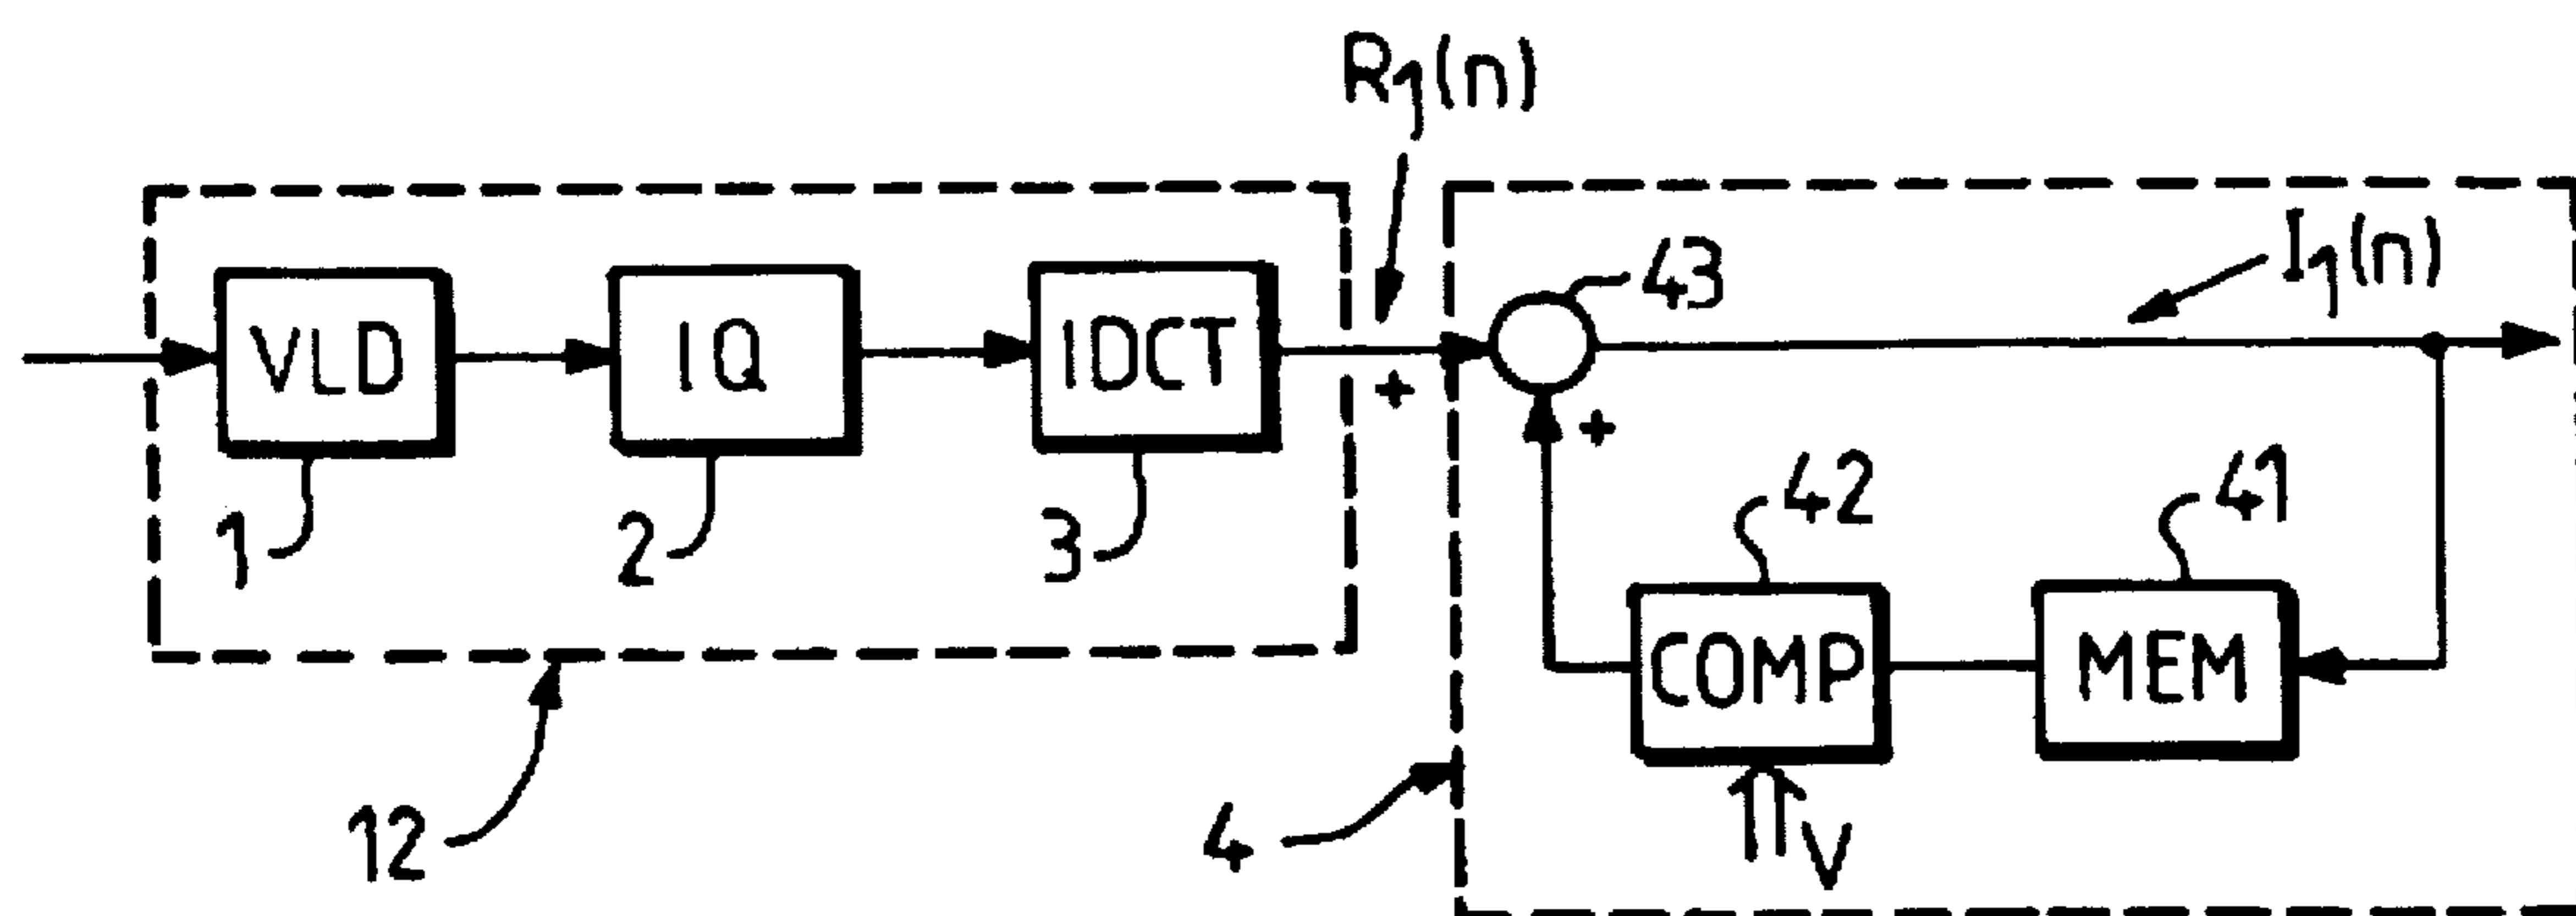 R1(n)
I1(n)
43
VLD
IQ
IDCT
+
+
42
41
1
2
3
COMP
MEM
12
4
V